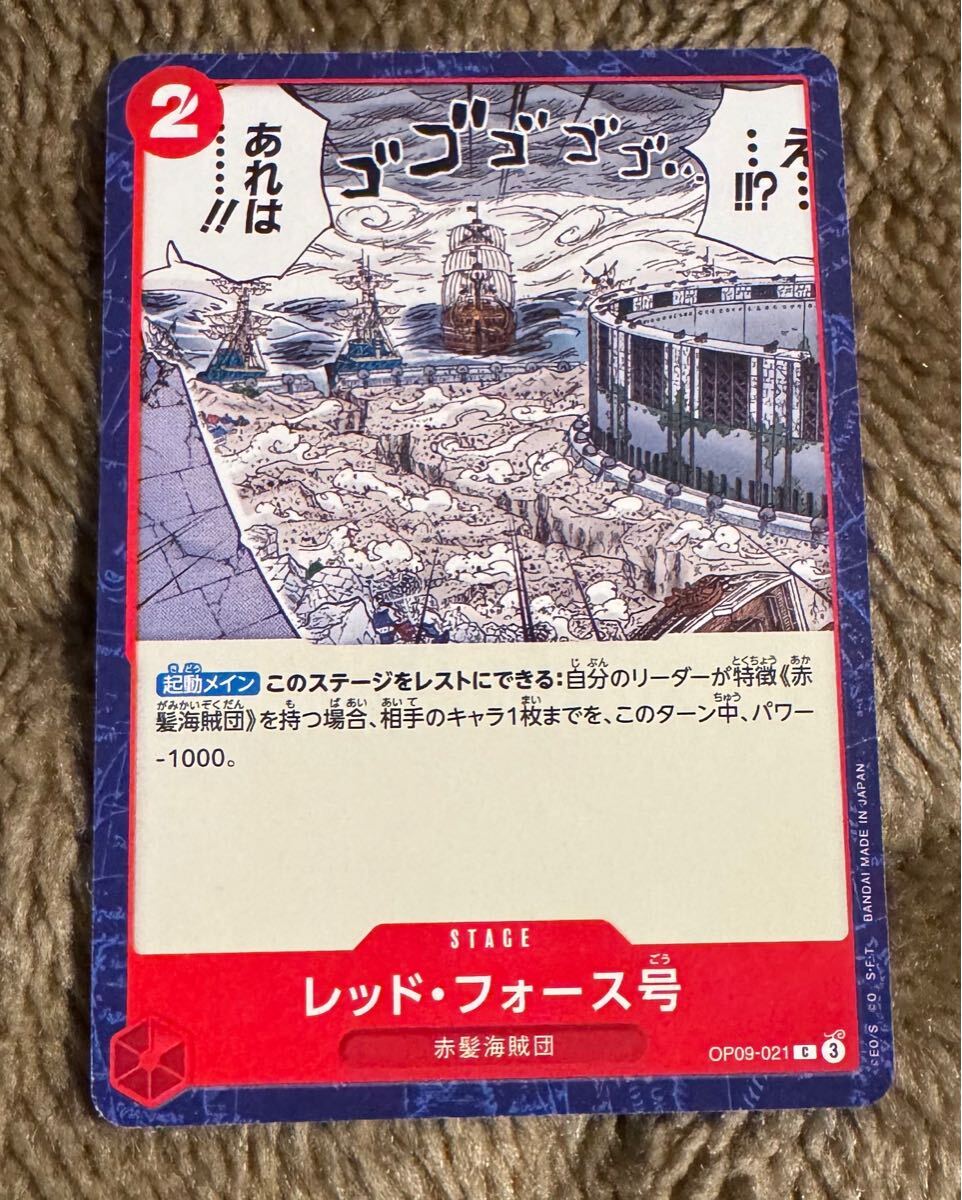 2
あれは
……!!
ゴゴゴゴゴ…
え…
…!!?
起動メイン このステージをレストにできる：自分のリーダーが特徴《赤
髪海賊団》を持つ場合、相手のキャラ1枚までを、このターン中、パワー
-1000。
STAGE
レッド・フォース号
赤髪海賊団
OP09-021 C 3
BANDAI MADE IN JAPAN